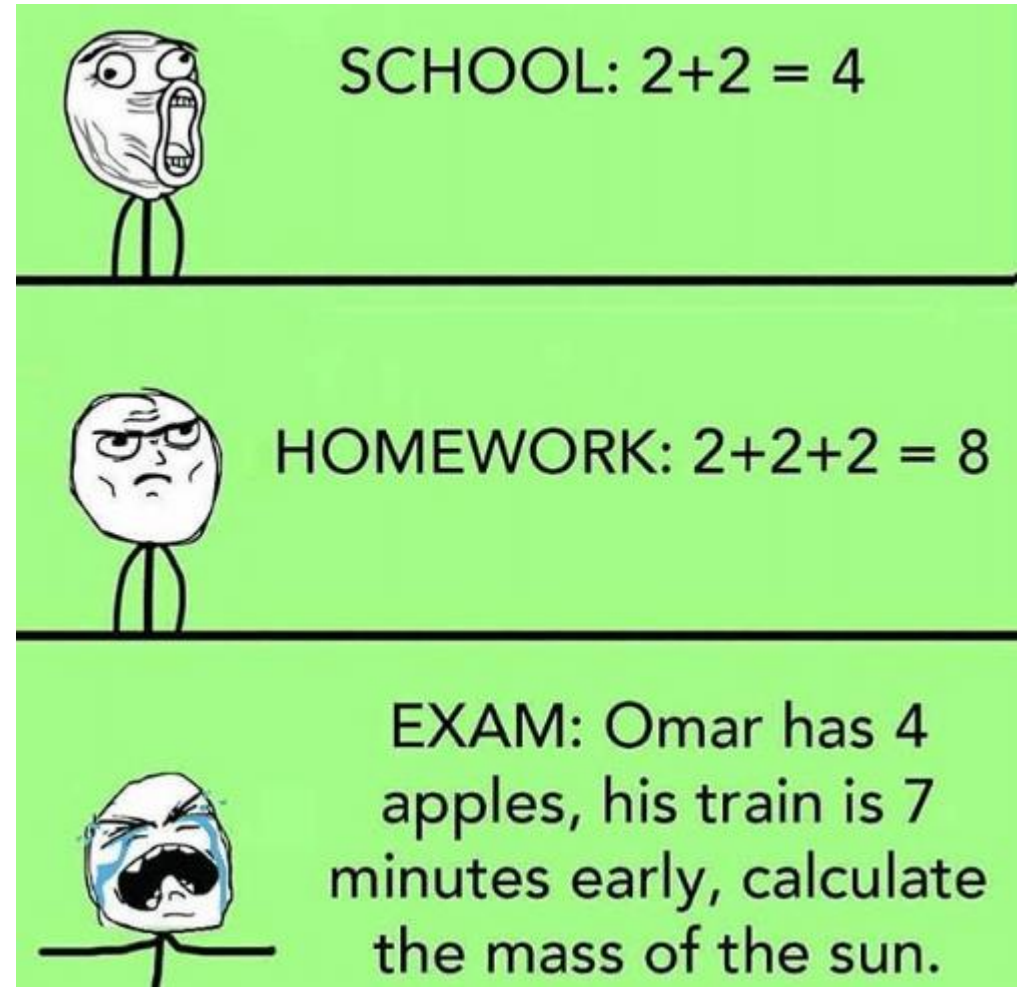 SCHOOL: 2+2 = 4
HOMEWORK: 2+2+2 = 8
EXAM: Omar has 4
apples, his train is 7
minutes early, calculate
the mass of the sun.